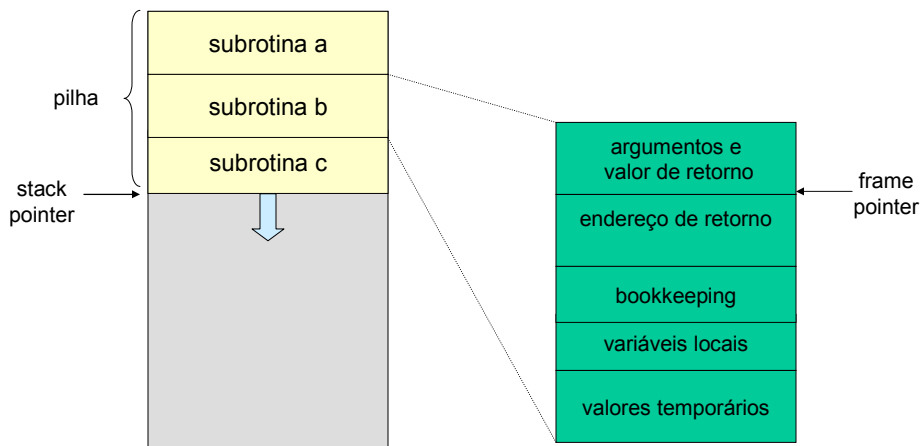 subrotina a
pilha
subrotina b
subrotina c
stack
pointer
argumentos e
valor de retorno
frame
pointer
endereço de retorno
bookkeeping
variáveis locais
valores temporários